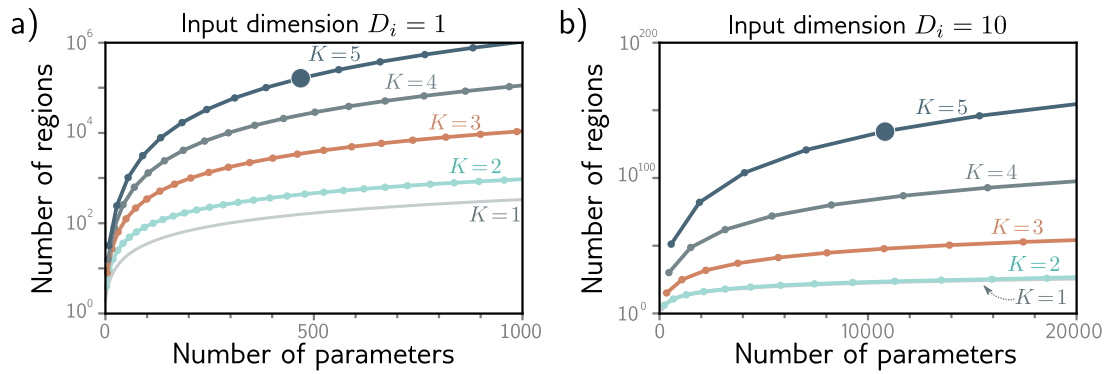 a)
Input dimension $D_i = 1$
Number of regions
10^6
10^4
10^2
10^0
K=5
K=4
K=3
K=2
K=1
0
500
1000
Number of parameters
b)
Input dimension $D_i = 10$
Number of regions
10^200
10^100
10^0
K=5
K=4
K=3
K=2
K=1
0
10000
20000
Number of parameters